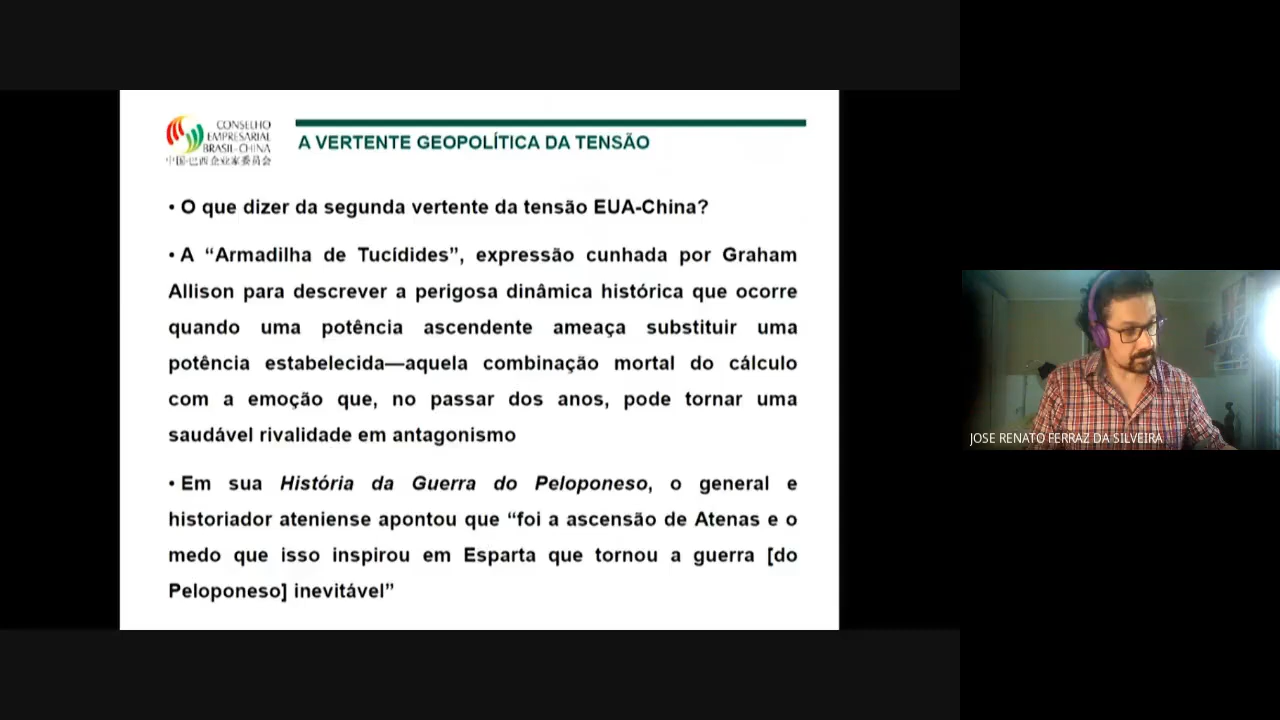 CONSELHO
EMPRESARIAL
BRASIL-CHINA
中国-巴西企业家委员会
A VERTENTE GEOPOLÍTICA DA TENSÃO
• O que dizer da segunda vertente da tensão EUA-China?
• A “Armadilha de Tucídides”, expressão cunhada por Graham
Allison para descrever a perigosa dinâmica histórica que ocorre
quando uma potência ascendente ameaça substituir uma
potência estabelecida—aquela combinação mortal do cálculo
com a emoção que, no passar dos anos, pode tornar uma
saudável rivalidade em antagonismo
• Em sua História da Guerra do Peloponeso, o general e
historiador ateniense apontou que “foi a ascensão de Atenas e o
medo que isso inspirou em Esparta que tornou a guerra [do
Peloponeso] inevitável”
JOSE RENATO FERRAZ DA SILVEIRA